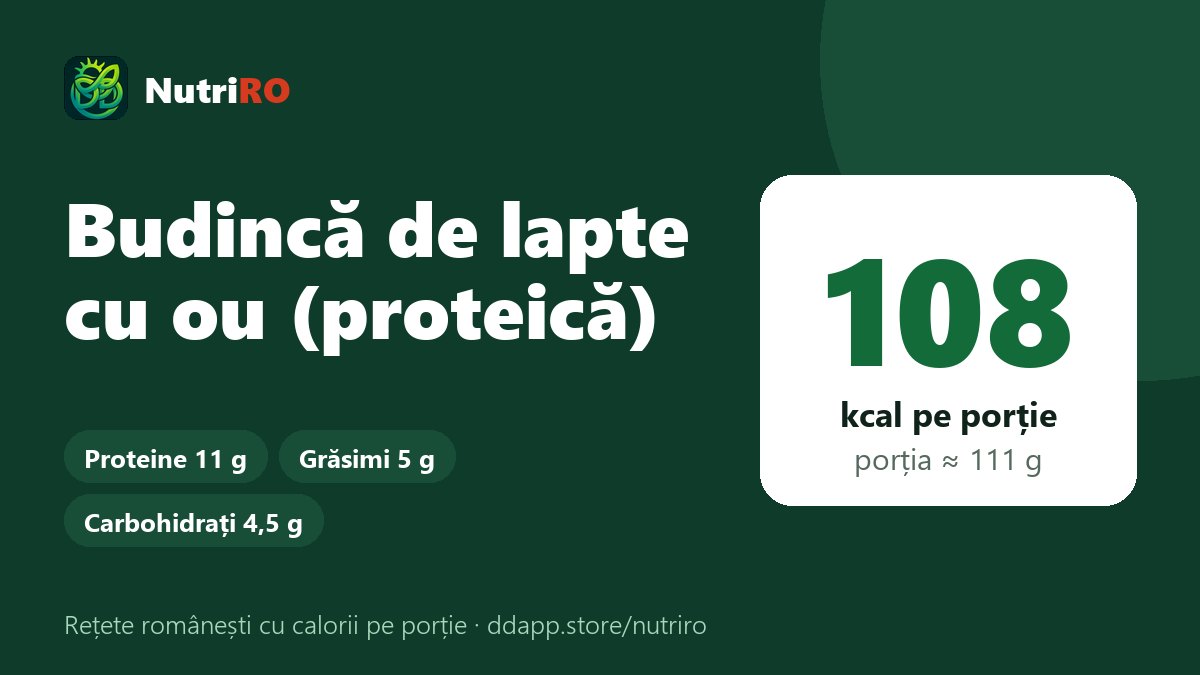 NutriRO
Budincă de lapte
cu ou (proteică)
Proteine 11 g
Grăsimi 5 g
Carbohidrați 4,5 g
108
kcal pe porție
porția ≈ 111 g
Rețete românești cu calorii pe porție · ddapp.store/nutriro